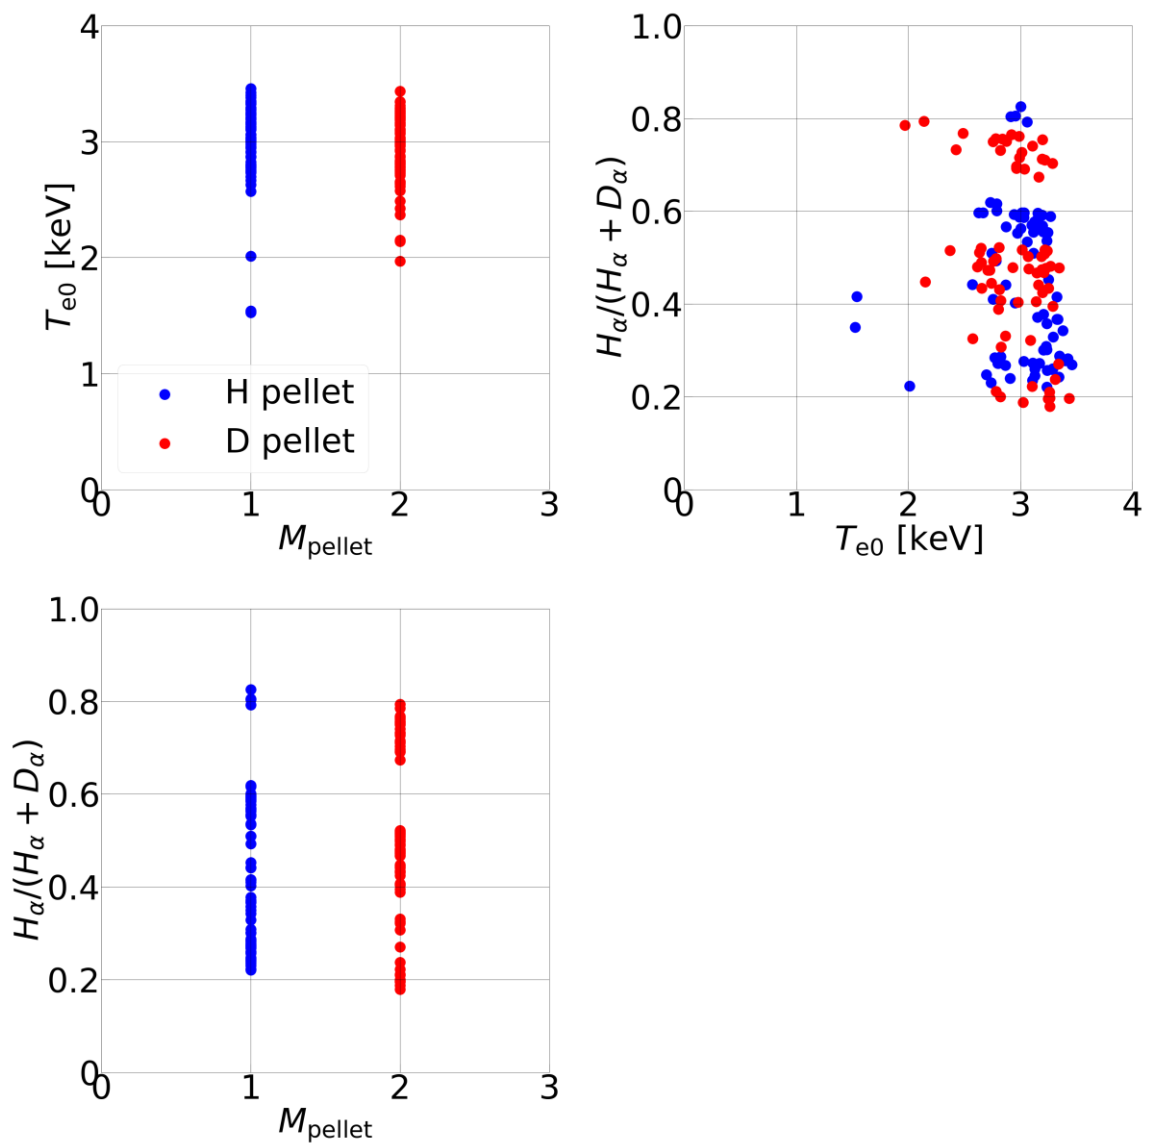 4
3
2
1
0
T_e0 [keV]
H pellet
D pellet
0 1 2 3
M_pellet
1.0
0.8
0.6
0.4
0.2
0
H_α/(H_α + D_α)
0 1 2 3 4
T_e0 [keV]
1.0
0.8
0.6
0.4
0.2
0
H_α/(H_α + D_α)
0 1 2 3
M_pellet